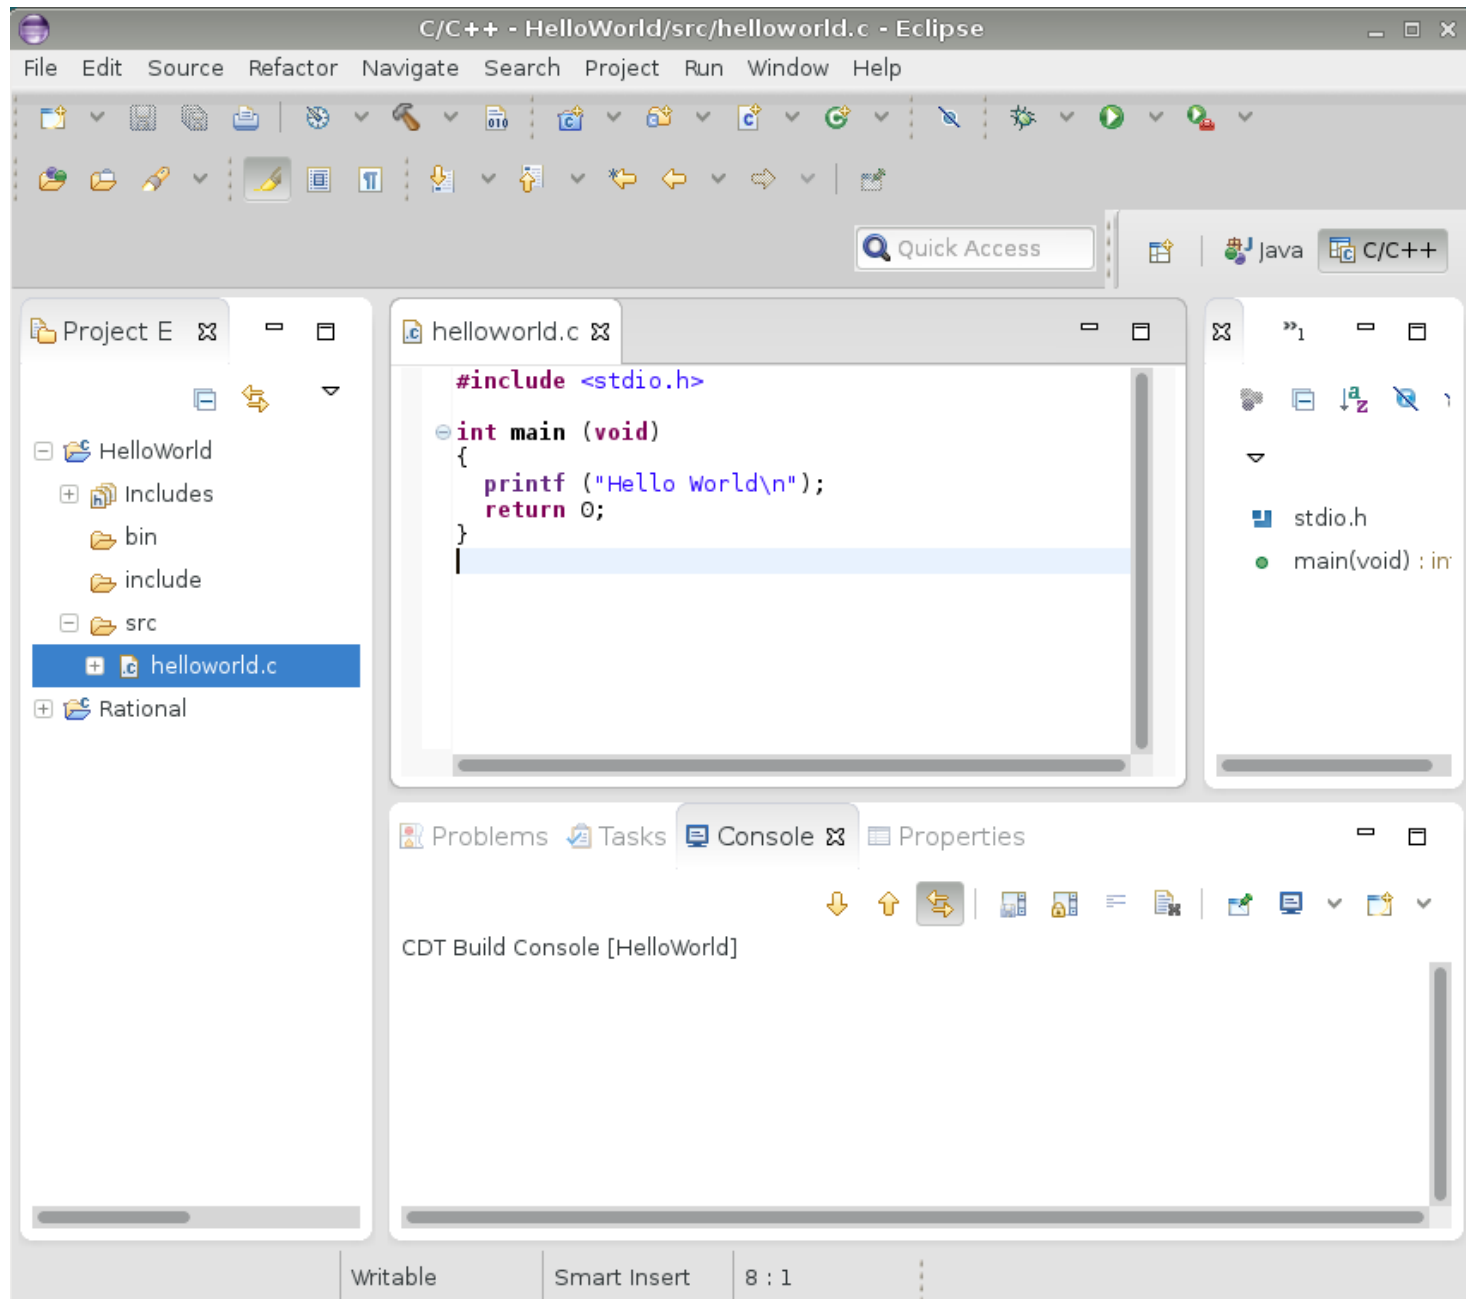 C/C++ - HelloWorld/src/helloworld.c - Eclipse
File Edit Source Refactor Navigate Search Project Run Window Help
Quick Access
Java
C/C++
Project E
HelloWorld
Includes
bin
include
src
helloworld.c
Rational
helloworld.c
#include <stdio.h>
int main (void)
{
printf ("Hello World\n");
return 0;
}
stdio.h
main(void) : in
Problems Tasks Console Properties
CDT Build Console [HelloWorld]
Writable Smart Insert 8 : 1